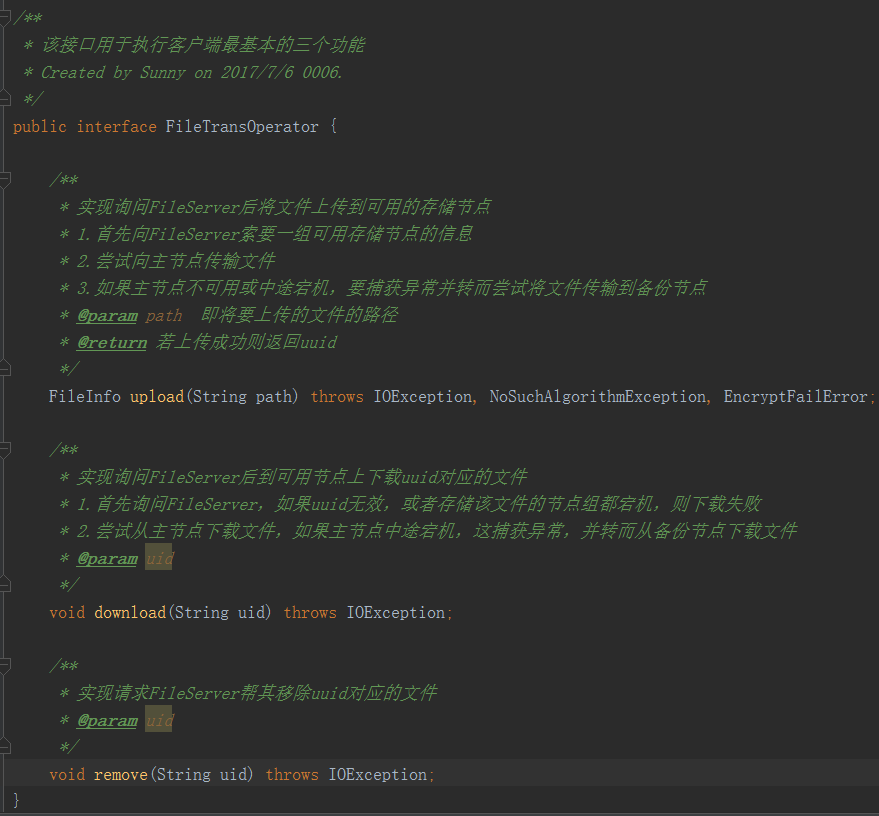 /**
 * 该接口用于执行客户端最基本的三个功能
 * Created by Sunny on 2017/7/6 0006.
 */
public interface FileTransOperator {
    /**
     * 实现询问FileServer后将文件上传到可用的存储节点
     * 1.首先向FileServer索要一组可用存储节点的信息
     * 2.尝试向主节点传输文件
     * 3.如果主节点不可用或中途宕机，要捕获异常并转而尝试将文件传输到备份节点
     * @param path  即将要上传的文件的路径
     * @return 若上传成功则返回uuid
     */
    FileInfo upload(String path) throws IOException, NoSuchAlgorithmException, EncryptFailError;
    /**
     * 实现询问FileServer后到可用节点上下载uuid对应的文件
     * 1.首先询问FileServer，如果uuid无效，或者存储该文件的节点组都宕机，则下载失败
     * 2.尝试从主节点下载文件，如果主节点中途宕机，这捕获异常，并转而从备份节点下载文件
     * @param uid
     */
    void download(String uid) throws IOException;
    /**
     * 实现请求FileServer帮其移除uuid对应的文件
     * @param uid
     */
    void remove(String uid) throws IOException;
}